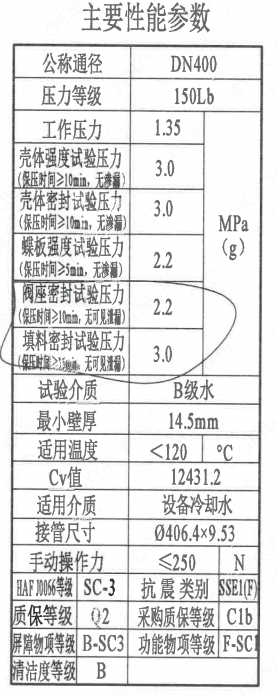 主要性能参数
公称通径 DN400
压力等级 150Lb
工作压力 1.35 MPa (g)
壳体强度试验压力 3.0
(保压时间≥10min, 无渗漏)
壳体密封试验压力 3.0
(保压时间≥10min, 无渗漏)
蝶板强度试验压力 2.2
(保压时间≥5min, 无渗漏)
阀座密封试验压力 2.2
(保压时间≥10min, 无可见泄漏)
填料密封试验压力 3.0
(保压时间≥ 无可见泄漏)
试验介质 B级水
最小壁厚 14.5mm
适用温度 <120 °C
Cv值 12431.2
适用介质 设备冷却水
接管尺寸 Ø406.4×9.53
手动操作力 ≤250 N
HAF J0066等级 SC-3 抗震类别 SSE1(F)
质保等级 Q2 采购质保等级 C1b
屏障物项等级 B-SC3 功能物项等级 F-SC1
清洁度等级 B